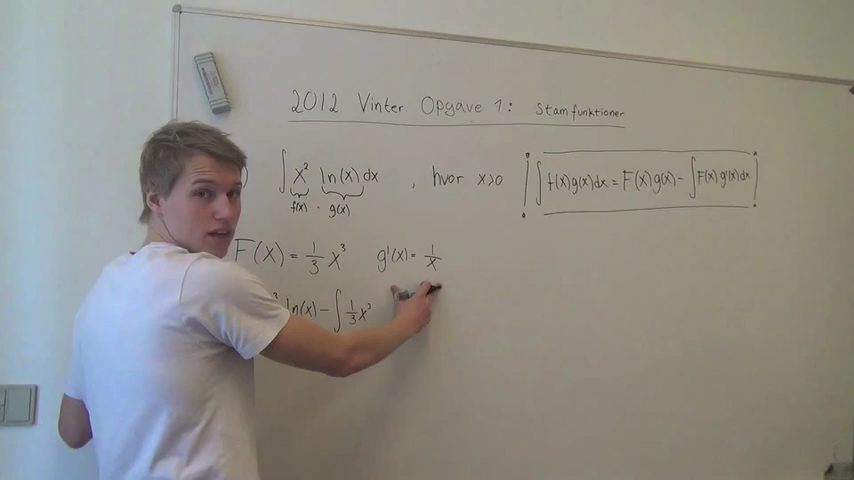 2012 Vinter Opgave 1: Stamfunktioner
∫ x² ln(x) dx , hvor x>0
f(x) · g(x)
∫ f(x)g(x)dx = F(x)g(x) - ∫ F(x)g'(x)dx
F(x) = 1/3 x³ g'(x) = 1/x
³ ln(x) - ∫ 1/3 x³